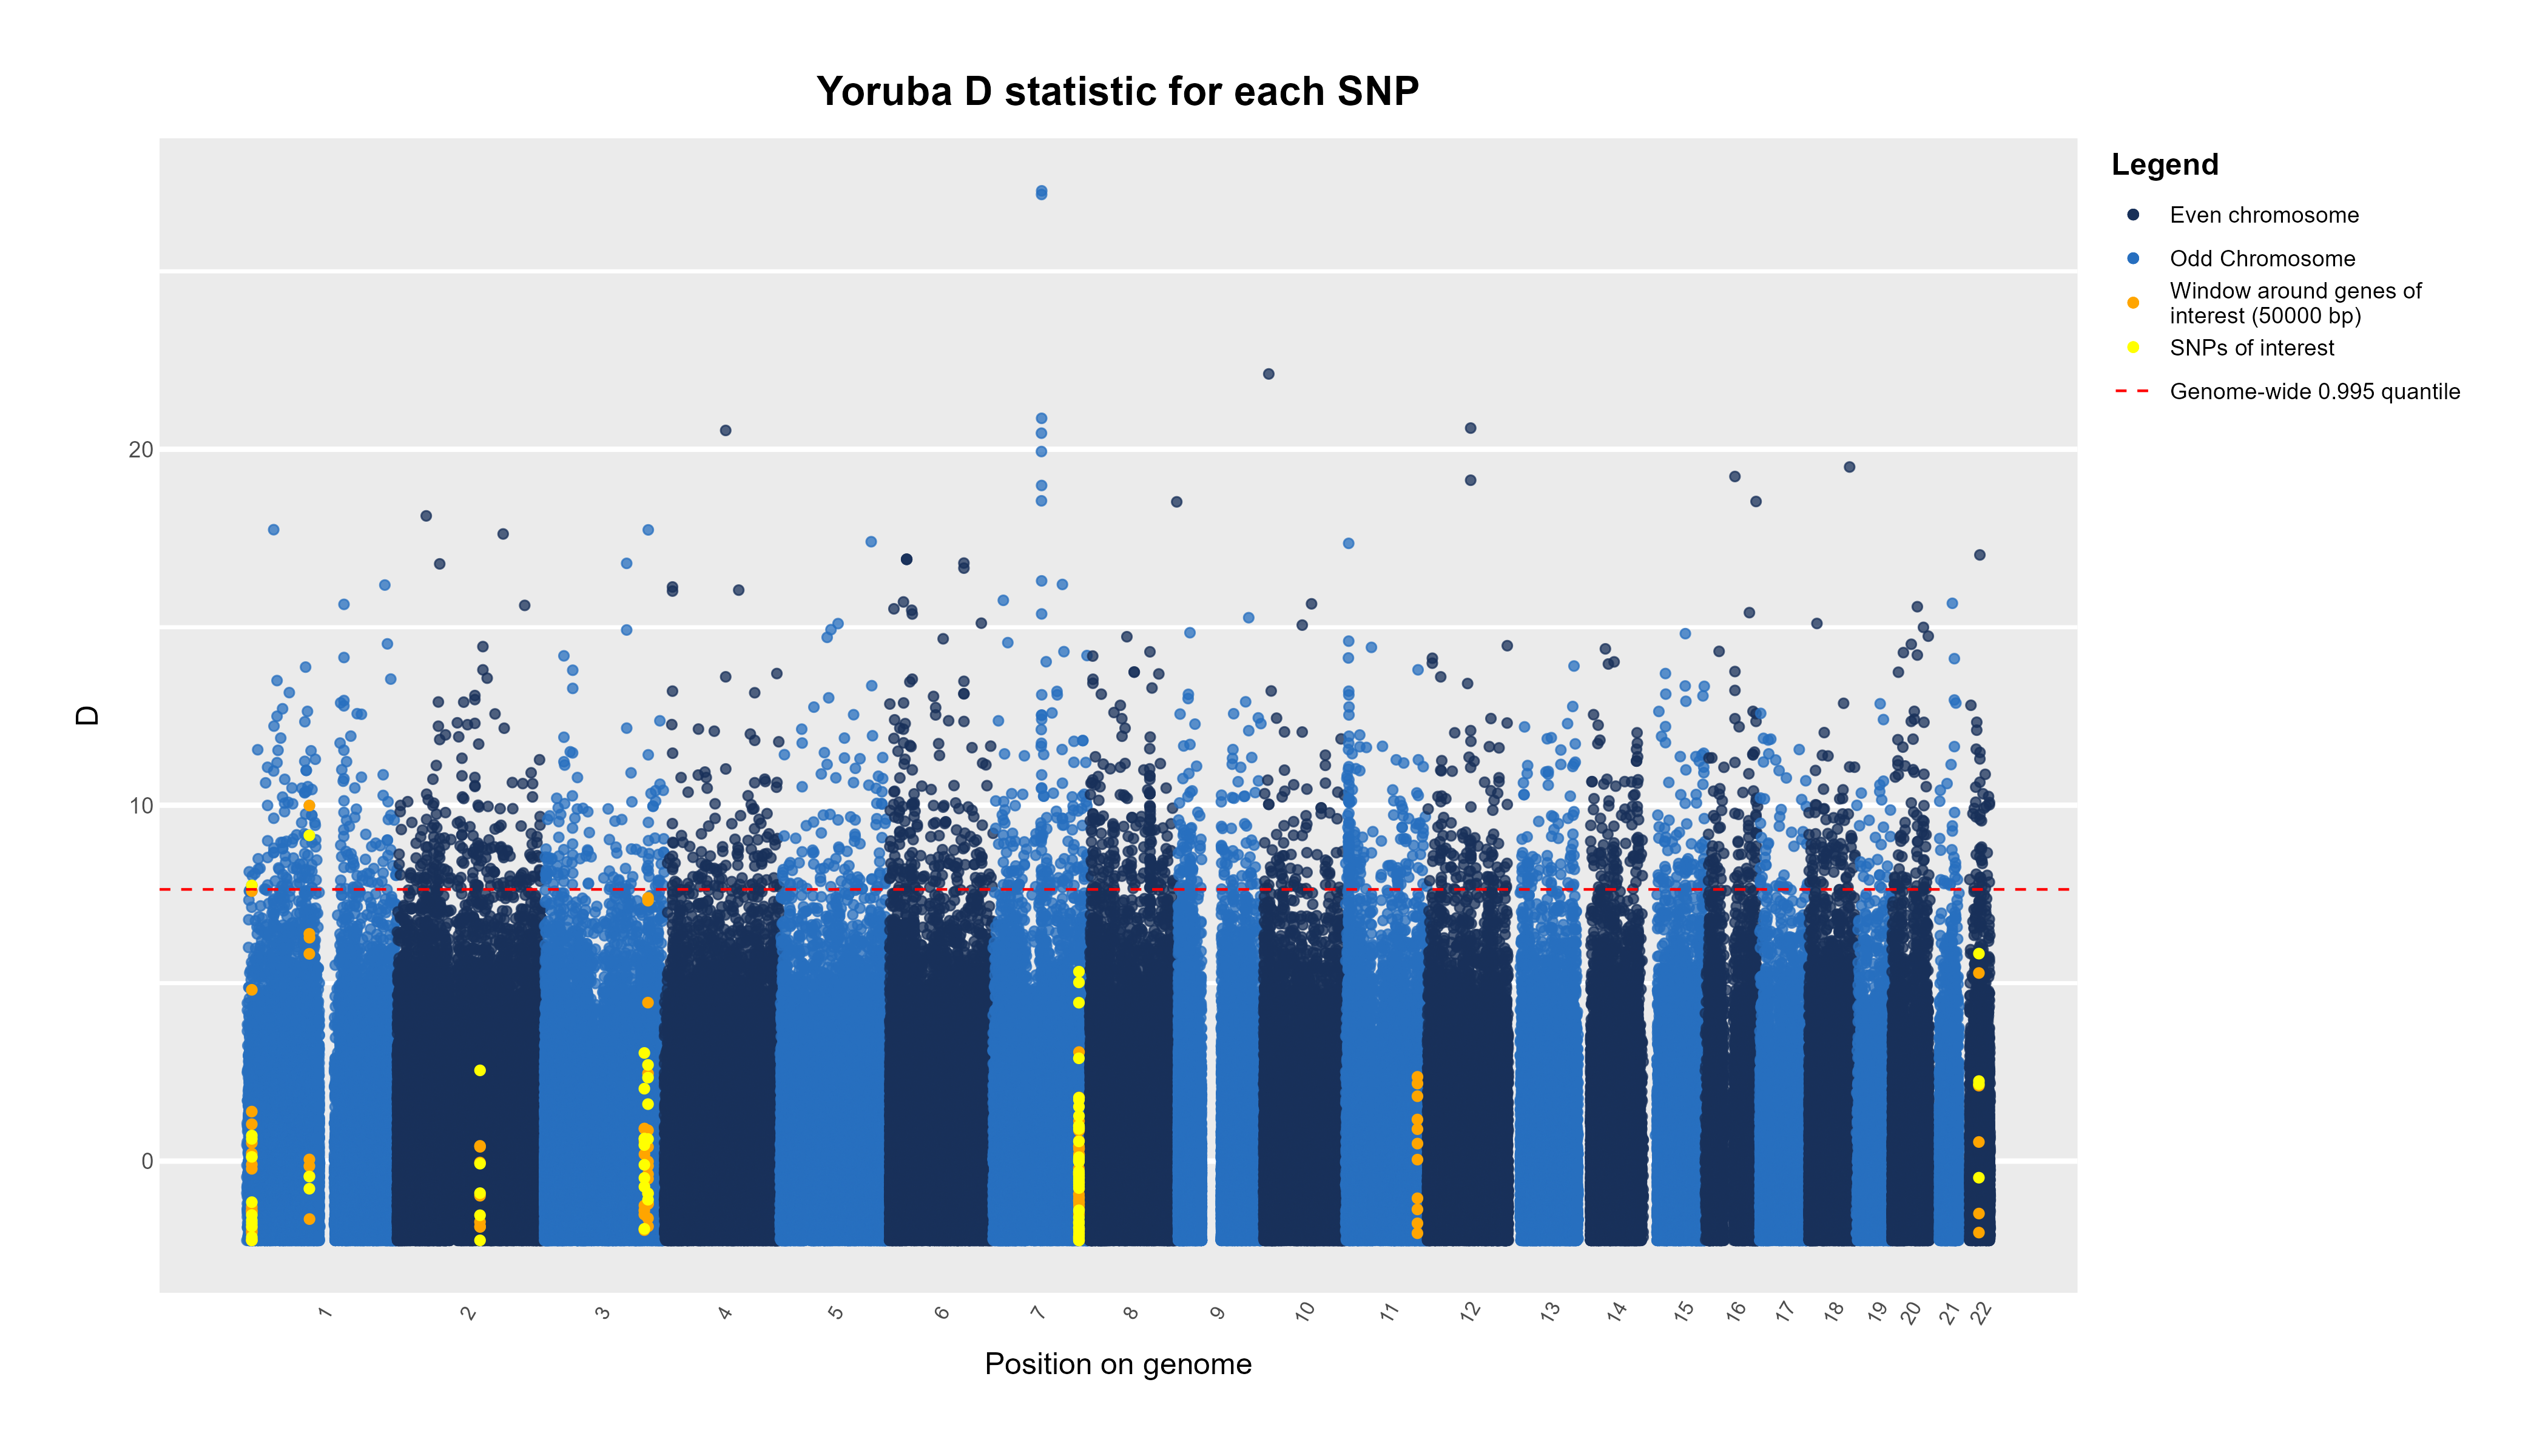 Yoruba D statistic for each SNP
Legend
Even chromosome
Odd Chromosome
Window around genes of
interest (50000 bp)
SNPs of interest
Genome-wide 0.995 quantile
20
10
0
D
1 2 3 4 5 6 7 8 9 10 11 12 13 14 15 16 17 18 19 20 21 22
Position on genome